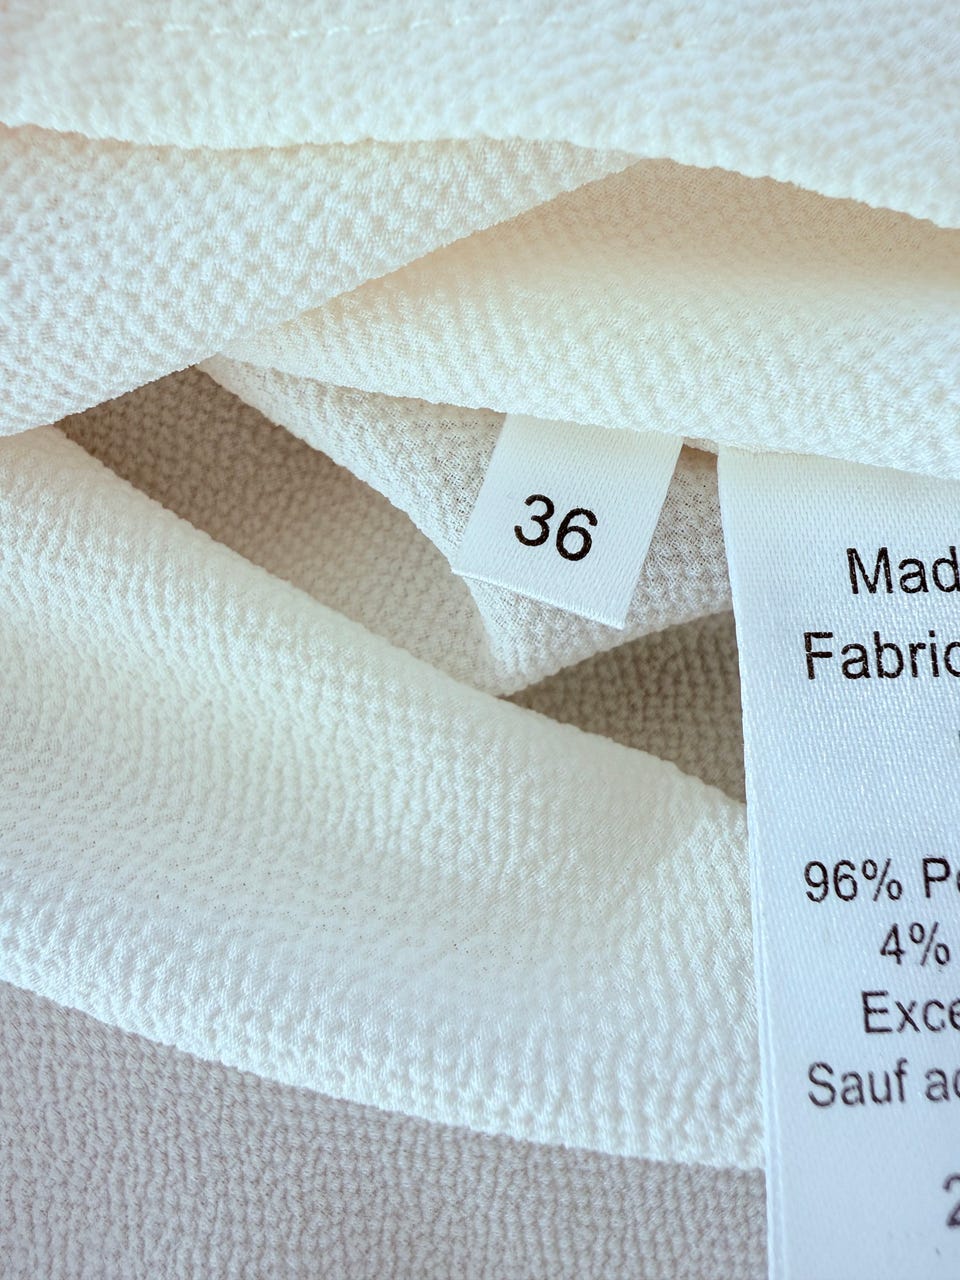 36
Mad
Fabric
96% Po
4%
Exce
Sauf ac
2